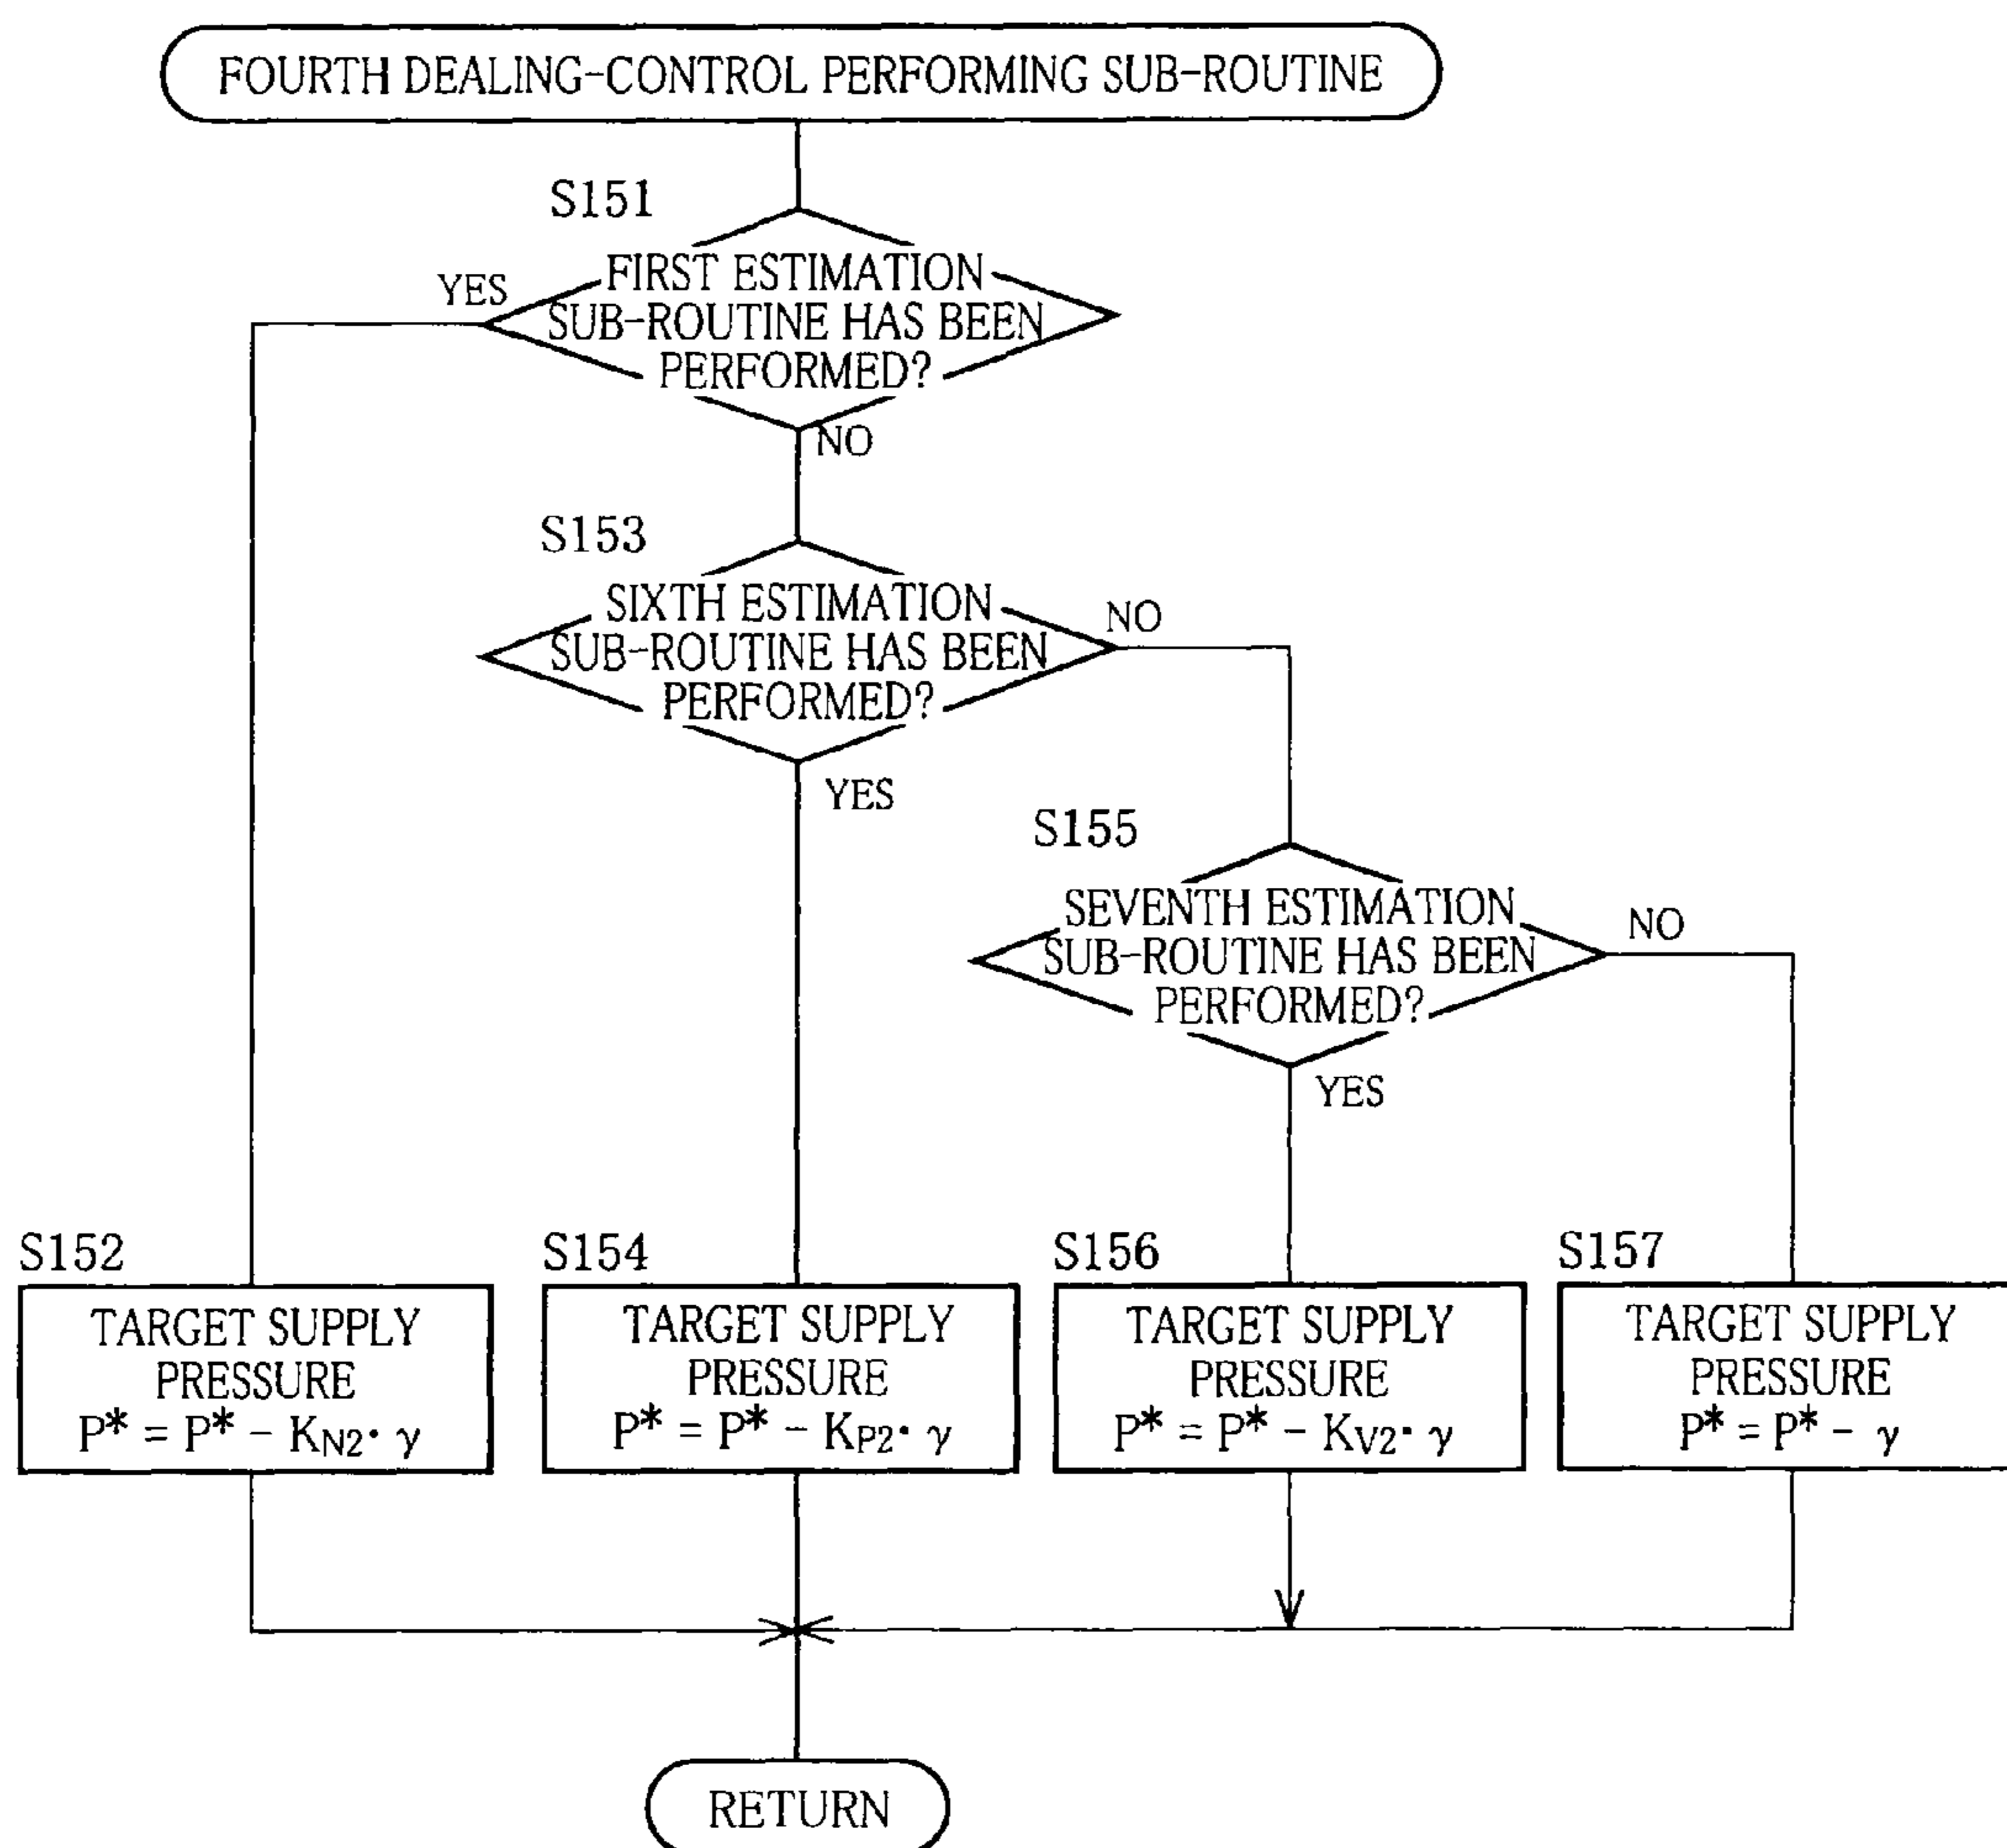 FOURTH DEALING-CONTROL PERFORMING SUB-ROUTINE
S151
FIRST ESTIMATION
SUB-ROUTINE HAS BEEN
PERFORMED?
YES
NO
S153
SIXTH ESTIMATION
SUB-ROUTINE HAS BEEN
PERFORMED?
NO
YES
S155
SEVENTH ESTIMATION
SUB-ROUTINE HAS BEEN
PERFORMED?
NO
YES
S152
TARGET SUPPLY
PRESSURE
P* = P* - KN2· γ
S154
TARGET SUPPLY
PRESSURE
P* = P* - KP2· γ
S156
TARGET SUPPLY
PRESSURE
P* = P* - KV2· γ
S157
TARGET SUPPLY
PRESSURE
P* = P* - γ
RETURN